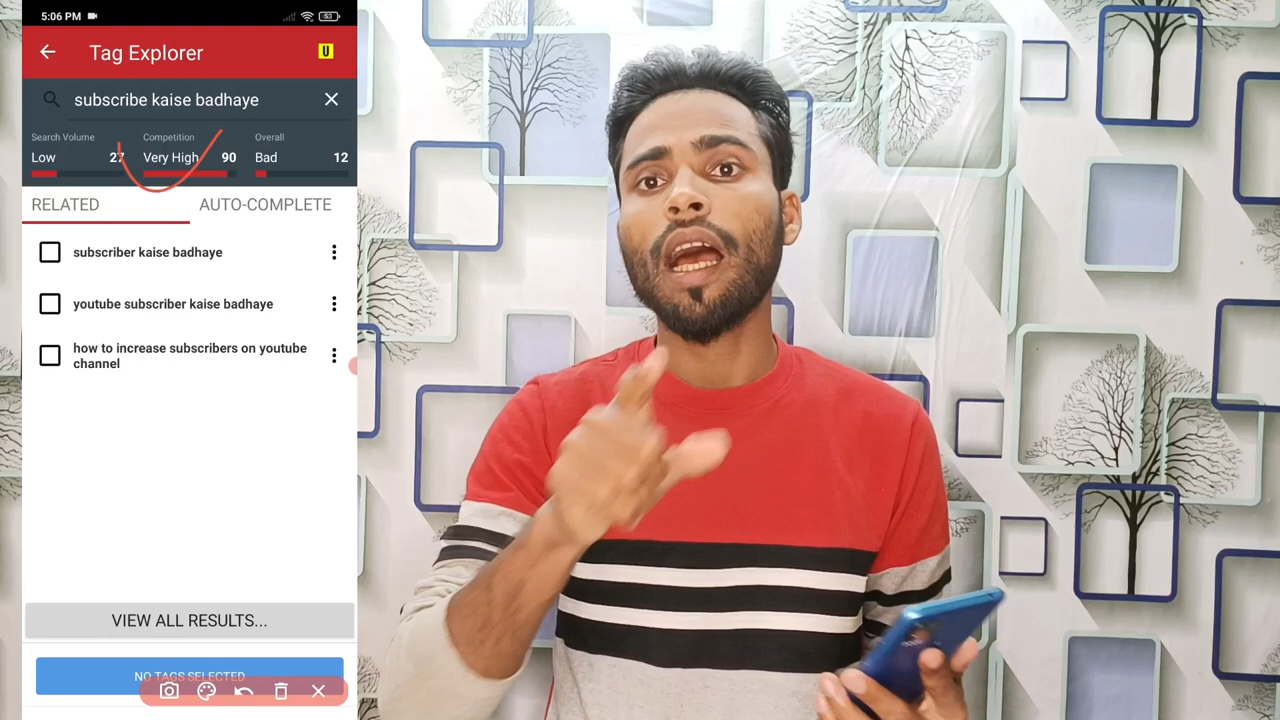 5:06 PM
53
Tag Explorer
U
subscribe kaise badhaye
Search Volume Competition Overall
Low 27 Very High 90 Bad 12
RELATED AUTO-COMPLETE
subscriber kaise badhaye
youtube subscriber kaise badhaye
how to increase subscribers on youtube
channel
VIEW ALL RESULTS...
NO TAGS SELECTED